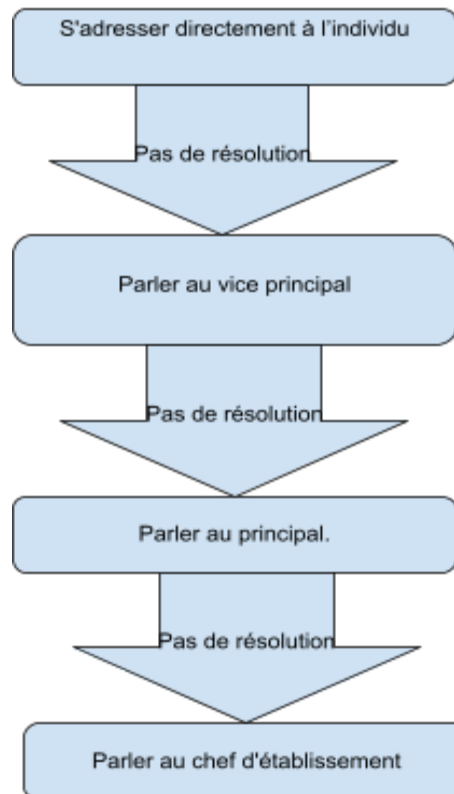 S'adresser directement à l'individu
Pas de résolution
Parler au vice principal
Pas de résolution
Parler au principal.
Pas de résolution
Parler au chef d'établissement